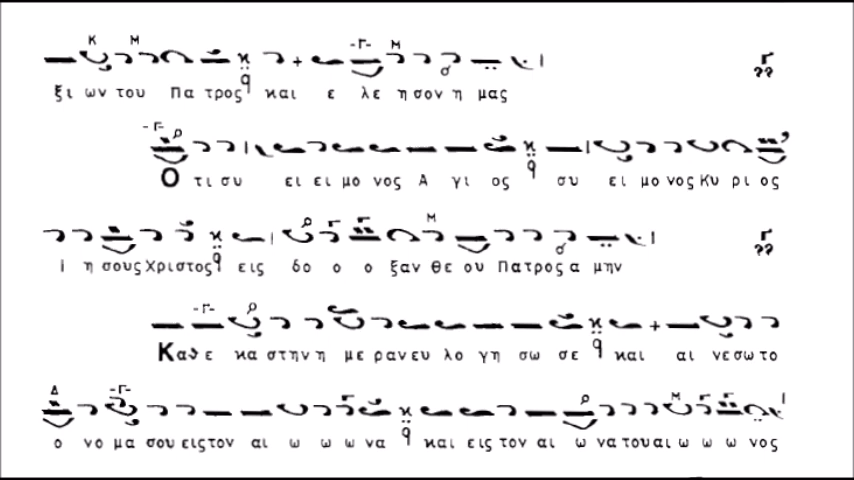 ξι ων του Πα τρος και ε λε η σον η μας
Ο τι συ ει ει μο νος Α γι ος συ ει μο νος Κυ ρι ος
Ι η σους Χριστος εις δο ο ο ξαν θε ου Πατρος α μην
Καθε κα στην η με ραν ευ λο γη σω σε και αι νεσω το
ο νο μα σου εις τον αι ω ω ω να και εις τον αι ω να του αι ω ω ω νος